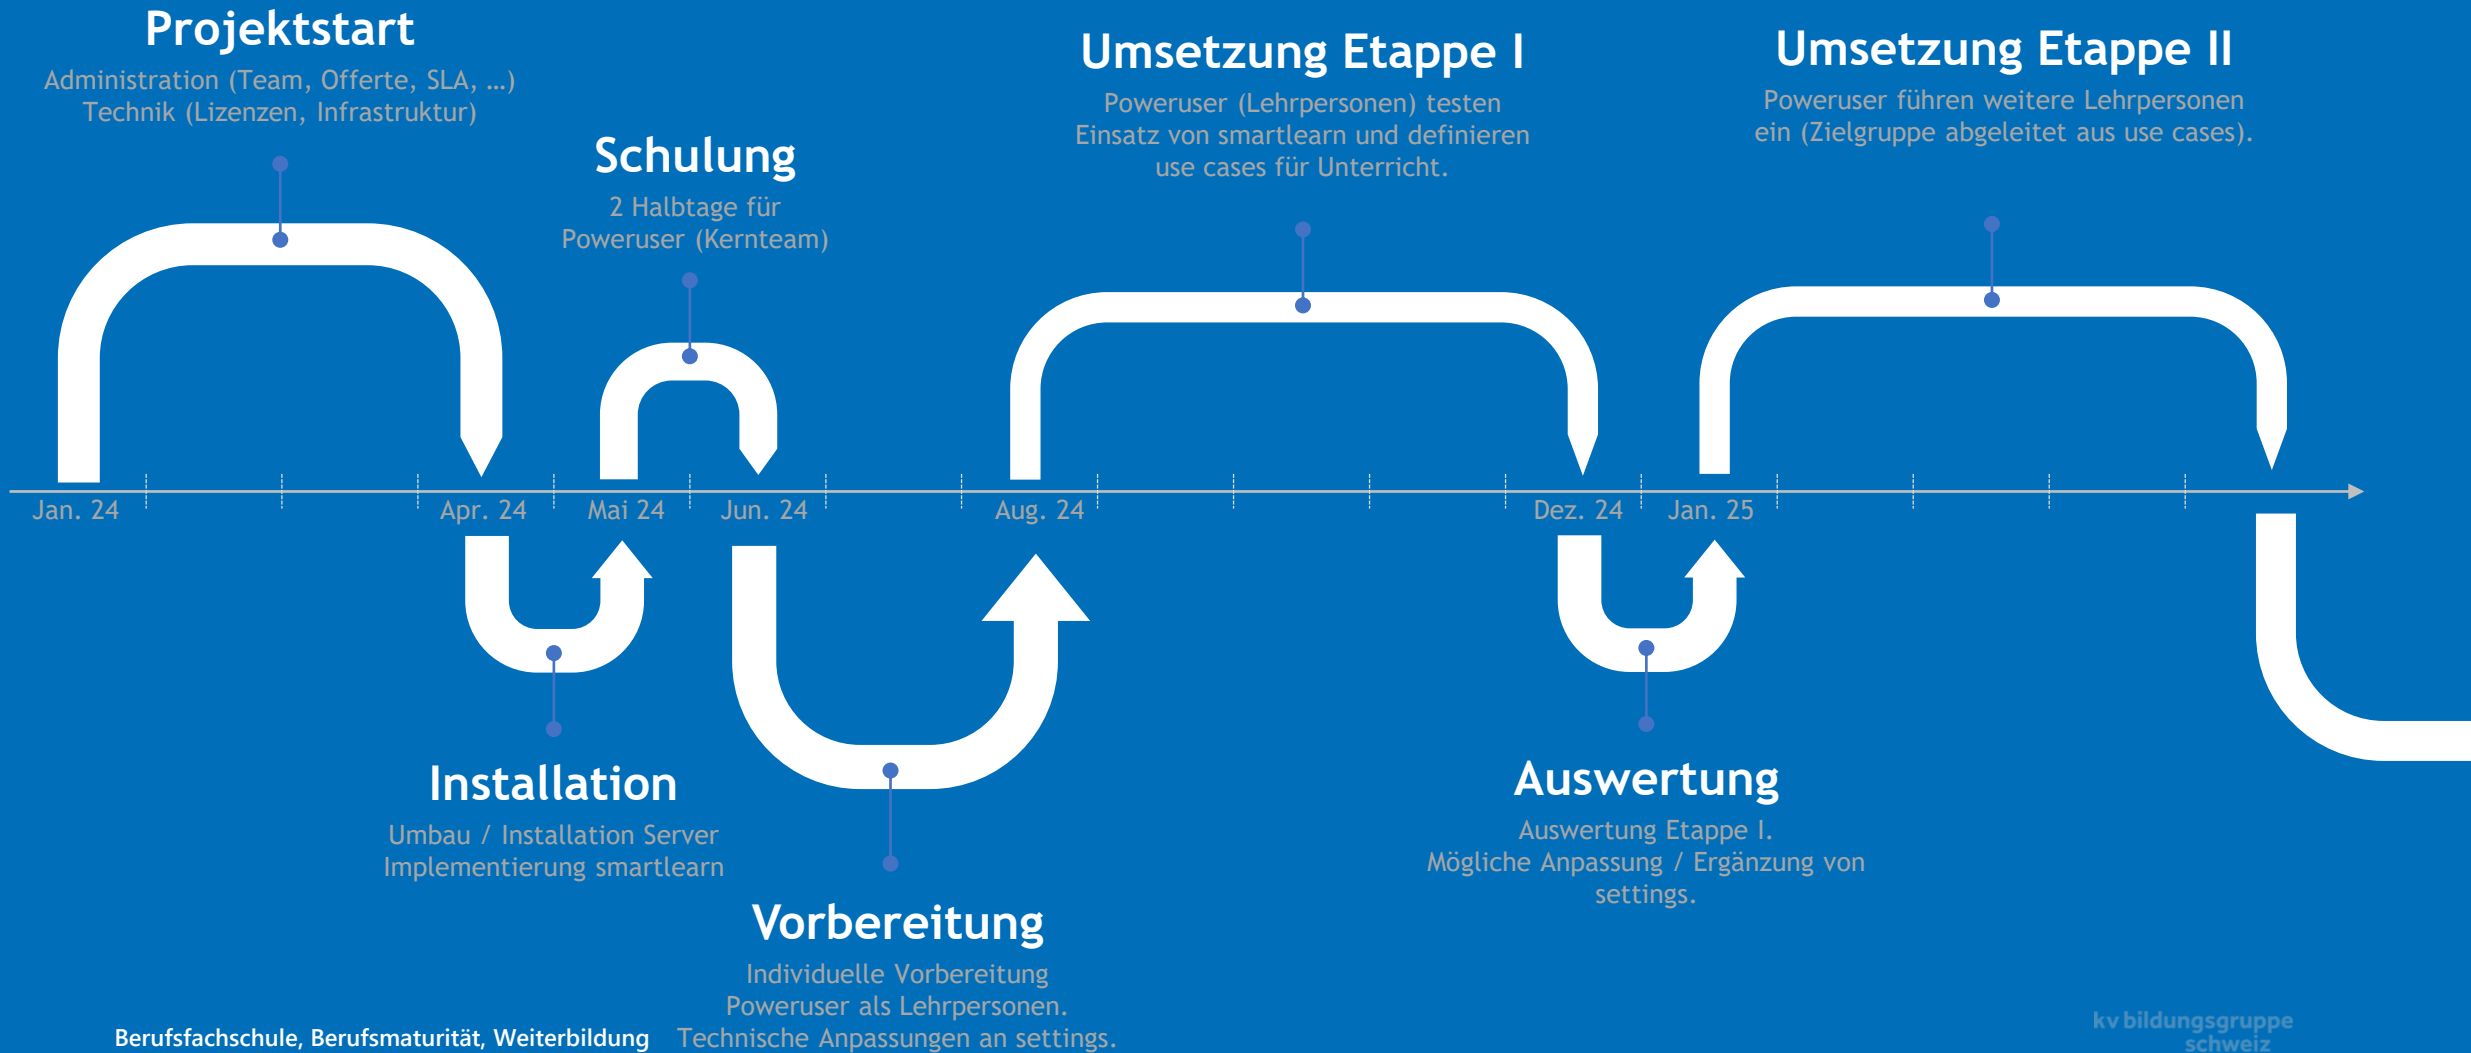 Projektstart
Administration (Team, Offerte, SLA, …)
Technik (Lizenzen, Infrastruktur)
Schulung
2 Halbtage für
Poweruser (Kernteam)
Umsetzung Etappe I
Poweruser (Lehrpersonen) testen
Einsatz von smartlearn und definieren
use cases für Unterricht.
Umsetzung Etappe II
Poweruser führen weitere Lehrpersonen
ein (Zielgruppe abgeleitet aus use cases).
Jan. 24
Apr. 24
Mai 24
Jun. 24
Aug. 24
Dez. 24
Jan. 25
Installation
Umbau / Installation Server
Implementierung smartlearn
Vorbereitung
Individuelle Vorbereitung
Poweruser als Lehrpersonen.
Technische Anpassungen an settings.
Auswertung
Auswertung Etappe I.
Mögliche Anpassung / Ergänzung von
settings.
Berufsfachschule, Berufsmaturität, Weiterbildung
kv bildungsgruppe
schweiz